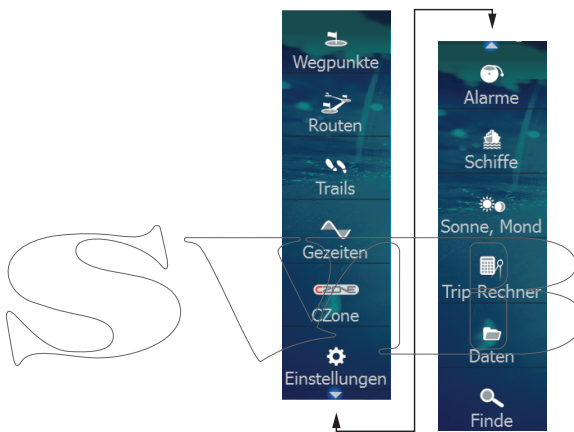 Wegpunkte
Routen
Trails
Gezeiten
CZONE
CZone
Einstellungen
Alarme
Schiffe
Sonne, Mond
Trip Rechner
Daten
Finde
SVB